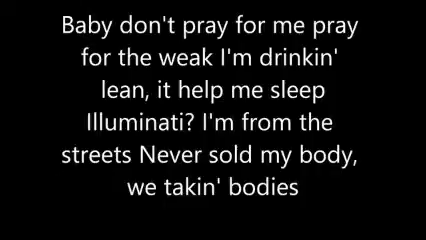 Baby don't pray for me pray
for the weak I'm drinkin'
lean, it help me sleep
Illuminati? I'm from the
streets Never sold my body,
we takin' bodies